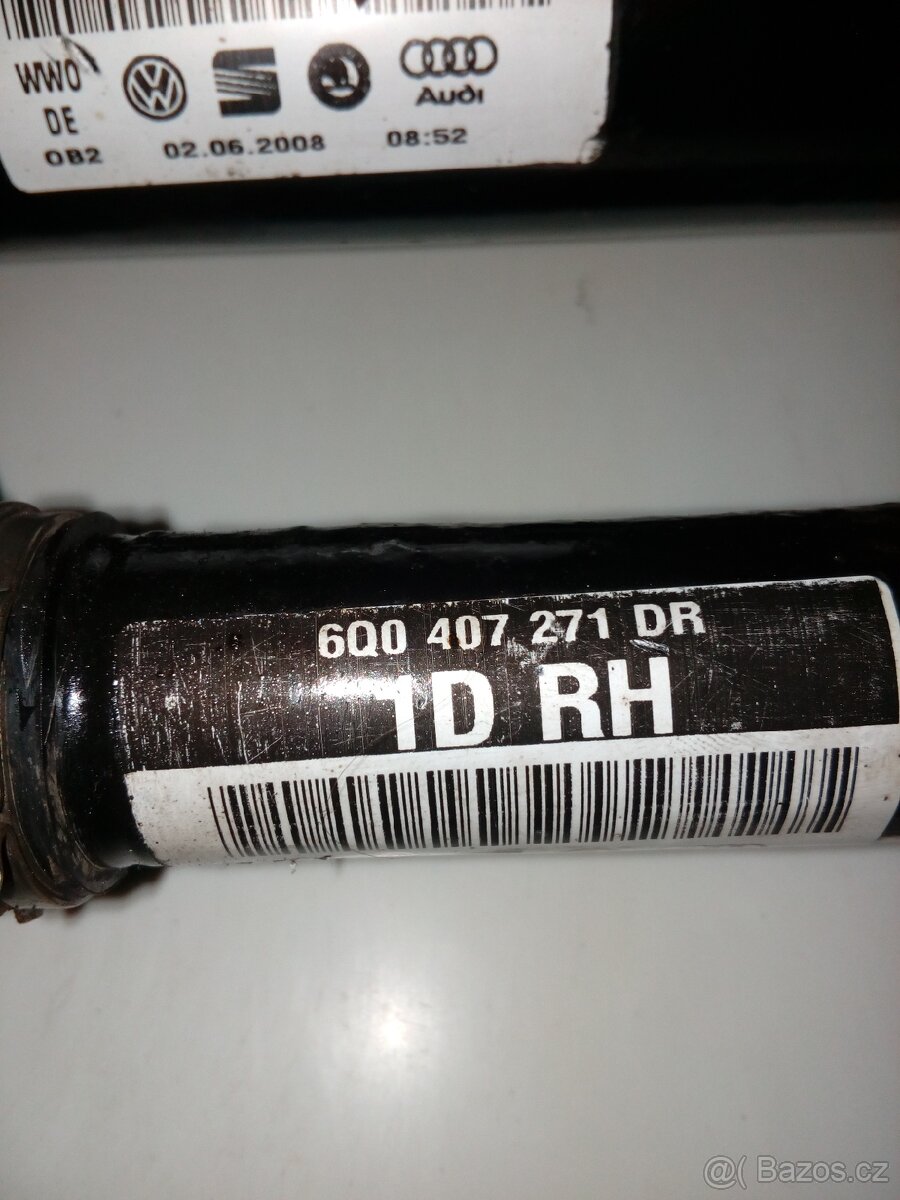 WWO
DE
OB2
02.06.2008
08:52
Audi
6Q0 407 271 DR
1D RH
@( Bazos.cz